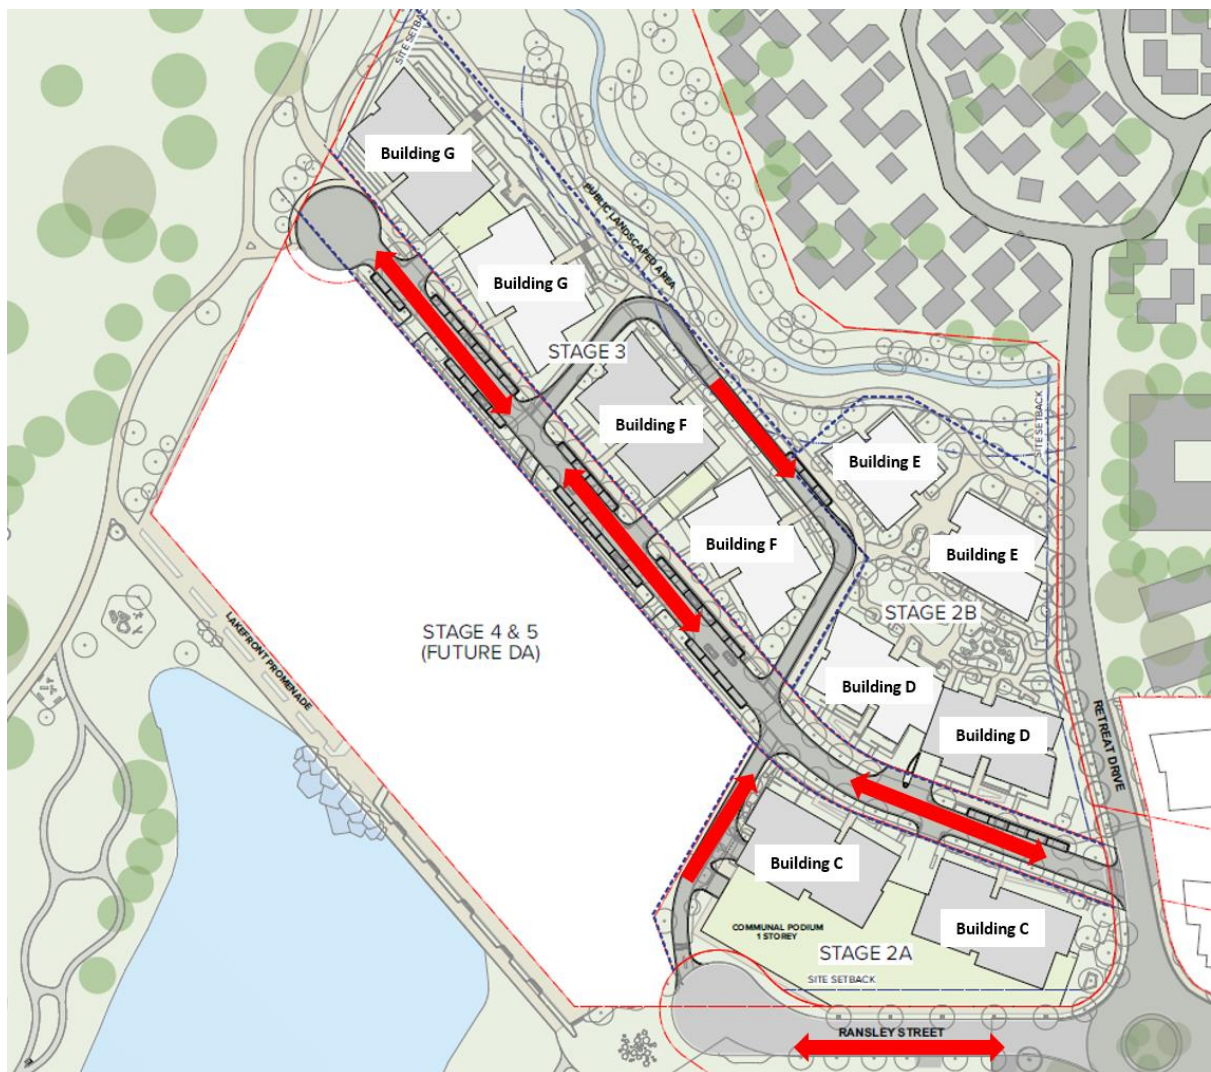 SITE SETBACK
Building G
PUBLIC LANDSCAPED AREA
Building G
STAGE 3
Building F
Building E
SITE SETBACK
Building F
Building E
STAGE 2B
STAGE 4 & 5
(FUTURE DA)
LAKEFRONT PROMENADE
Building D
Building D
RETREAT DRIVE
Building C
Building C
COMMUNAL PODIUM
1 STOREY
STAGE 2A
SITE SETBACK
RANSLEY STREET